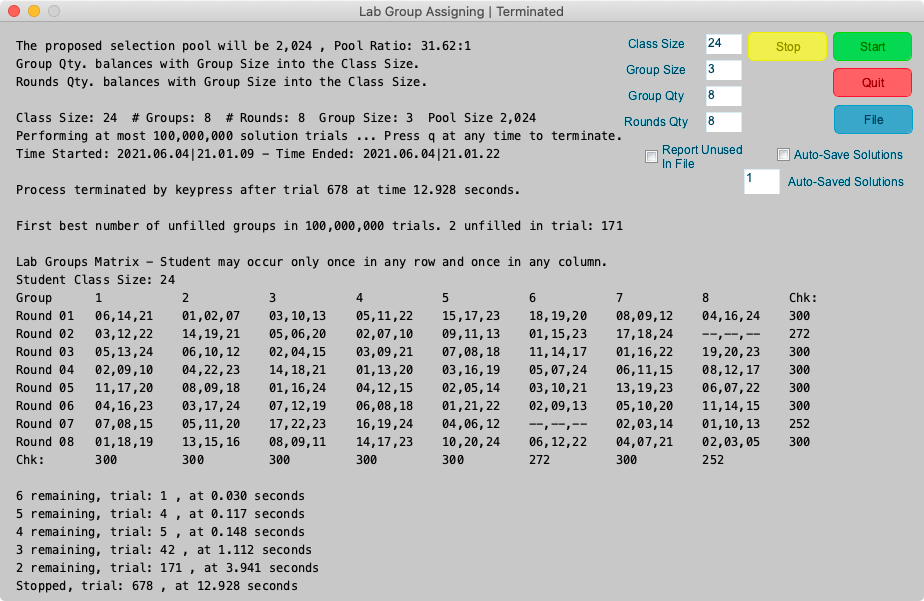 Lab Group Assigning | Terminated
The proposed selection pool will be 2,024 , Pool Ratio: 31.62:1
Group Qty. balances with Group Size into the Class Size.
Rounds Qty. balances with Group Size into the Class Size.
Class Size: 24  # Groups: 8  # Rounds: 8  Group Size: 3  Pool Size 2,024
Performing at most 100,000,000 solution trials ... Press q at any time to terminate.
Time Started: 2021.06.04|21.01.09 – Time Ended: 2021.06.04|21.01.22
Process terminated by keypress after trial 678 at time 12.928 seconds.
First best number of unfilled groups in 100,000,000 trials. 2 unfilled in trial: 171
Lab Groups Matrix – Student may occur only once in any row and once in any column.
Student Class Size: 24
Group 1 2 3 4 5 6 7 8 Chk:
Round 01 06,14,21 01,02,07 03,10,13 05,11,22 15,17,23 18,19,20 08,09,12 04,16,24 300
Round 02 03,12,22 14,19,21 05,06,20 02,07,10 09,11,13 01,15,23 17,18,24 --,--,-- 272
Round 03 05,13,24 06,10,12 02,04,15 03,09,21 07,08,18 11,14,17 01,16,22 19,20,23 300
Round 04 02,09,10 04,22,23 14,18,21 01,13,20 03,16,19 05,07,24 06,11,15 08,12,17 300
Round 05 11,17,20 08,09,18 01,16,24 04,12,15 02,05,14 03,10,21 13,19,23 06,07,22 300
Round 06 04,16,23 03,17,24 07,12,19 06,08,18 01,21,22 02,09,13 05,10,20 11,14,15 300
Round 07 07,08,15 05,11,20 17,22,23 16,19,24 04,06,12 --,--,-- 02,03,14 01,10,13 252
Round 08 01,18,19 13,15,16 08,09,11 14,17,23 10,20,24 06,12,22 04,07,21 02,03,05 300
Chk: 300 300 300 300 300 272 300 252
6 remaining, trial: 1 , at 0.030 seconds
5 remaining, trial: 4 , at 0.117 seconds
4 remaining, trial: 5 , at 0.148 seconds
3 remaining, trial: 42 , at 1.112 seconds
2 remaining, trial: 171 , at 3.941 seconds
Stopped, trial: 678 , at 12.928 seconds
Class Size 24
Group Size 3
Group Qty 8
Rounds Qty 8
Stop
Start
Quit
File
Report Unused
In File
Auto-Save Solutions
1 Auto-Saved Solutions